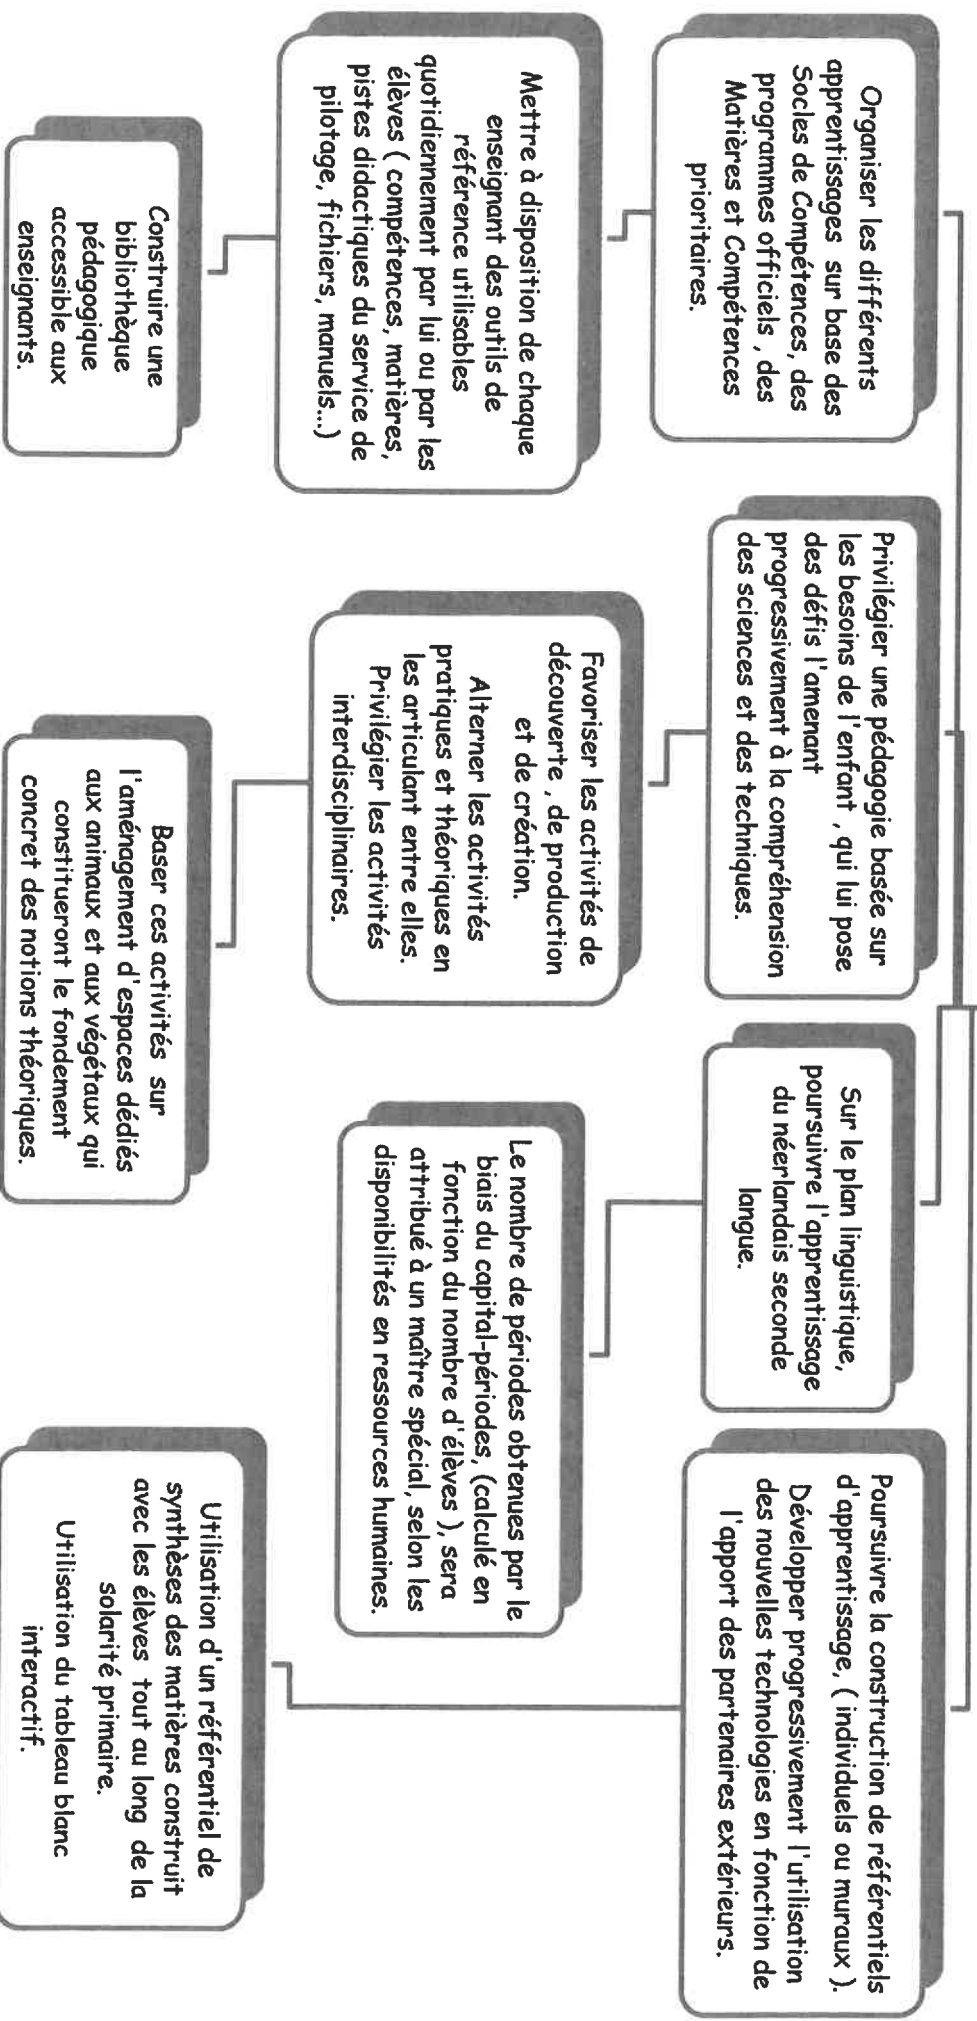 Organiser les différents
apprentissages sur base des
Socles de Compétences, des
programmes officiels , des
Matières et Compétences
prioritaires.
Mettre à disposition de chaque
enseignant des outils de
référence utilisables
quotidiennement par lui ou par les
élèves ( compétences, matières,
pistes didactiques du service de
pilotage, fichiers, manuels...)
Construire une
bibliothèque
pédagogique
accessible aux
enseignants.
Privilégier une pédagogie basée sur
les besoins de l'enfant , qui lui pose
des défis l'amenant
progressivement à la compréhension
des sciences et des techniques.
Favoriser les activités de
découverte , de production
et de création.
Alterner les activités
pratiques et théoriques en
les articulant entre elles.
Privilégier les activités
interdisciplinaires.
Baser ces activités sur
l'aménagement d'espaces dédiés
aux animaux et aux végétaux qui
constitueront le fondement
concret des notions théoriques.
Sur le plan linguistique,
poursuivre l'apprentissage
du néerlandais seconde
langue.
Le nombre de périodes obtenues par le
biais du capital-périodes, (calculé en
fonction du nombre d'élèves ), sera
attribué à un maître spécial, selon les
disponibilités en ressources humaines.
Poursuivre la construction de référentiels
d'apprentissage, ( individuels ou muraux ).
Développer progressivement l'utilisation
des nouvelles technologies en fonction de
l'apport des partenaires extérieurs.
Utilisation d'un référentiel de
synthèses des matières construit
avec les élèves tout au long de la
solarité primaire.
Utilisation du tableau blanc
interactif.